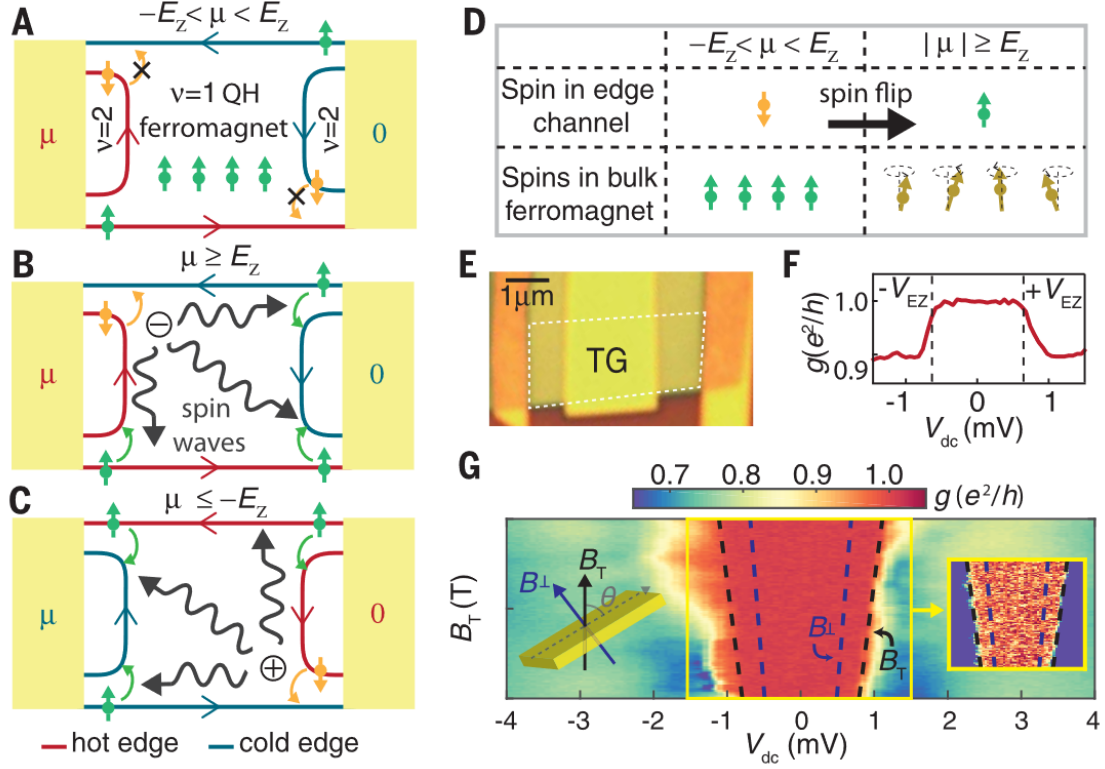 A
−E_Z < μ < E_Z
ν=2
ν=1 QH
ferromagnet
ν=2
μ
0
B
μ ≥ E_Z
μ
0
spin
waves
C
μ ≤ −E_Z
μ
0
hot edge
cold edge
D
−E_Z < μ < E_Z
| μ | ≥ E_Z
Spin in edge
channel
spin flip
Spins in bulk
ferromagnet
E
1μm
TG
F
g(e²/h)
1.0
0.9
-V_EZ
+V_EZ
-1 0 1
V_dc (mV)
G
0.7 0.8 0.9 1.0
g (e²/h)
B_T (T)
B⊥
B_T
θ
B⊥
B_T
-4 -3 -2 -1 0 1 2 3 4
V_dc (mV)